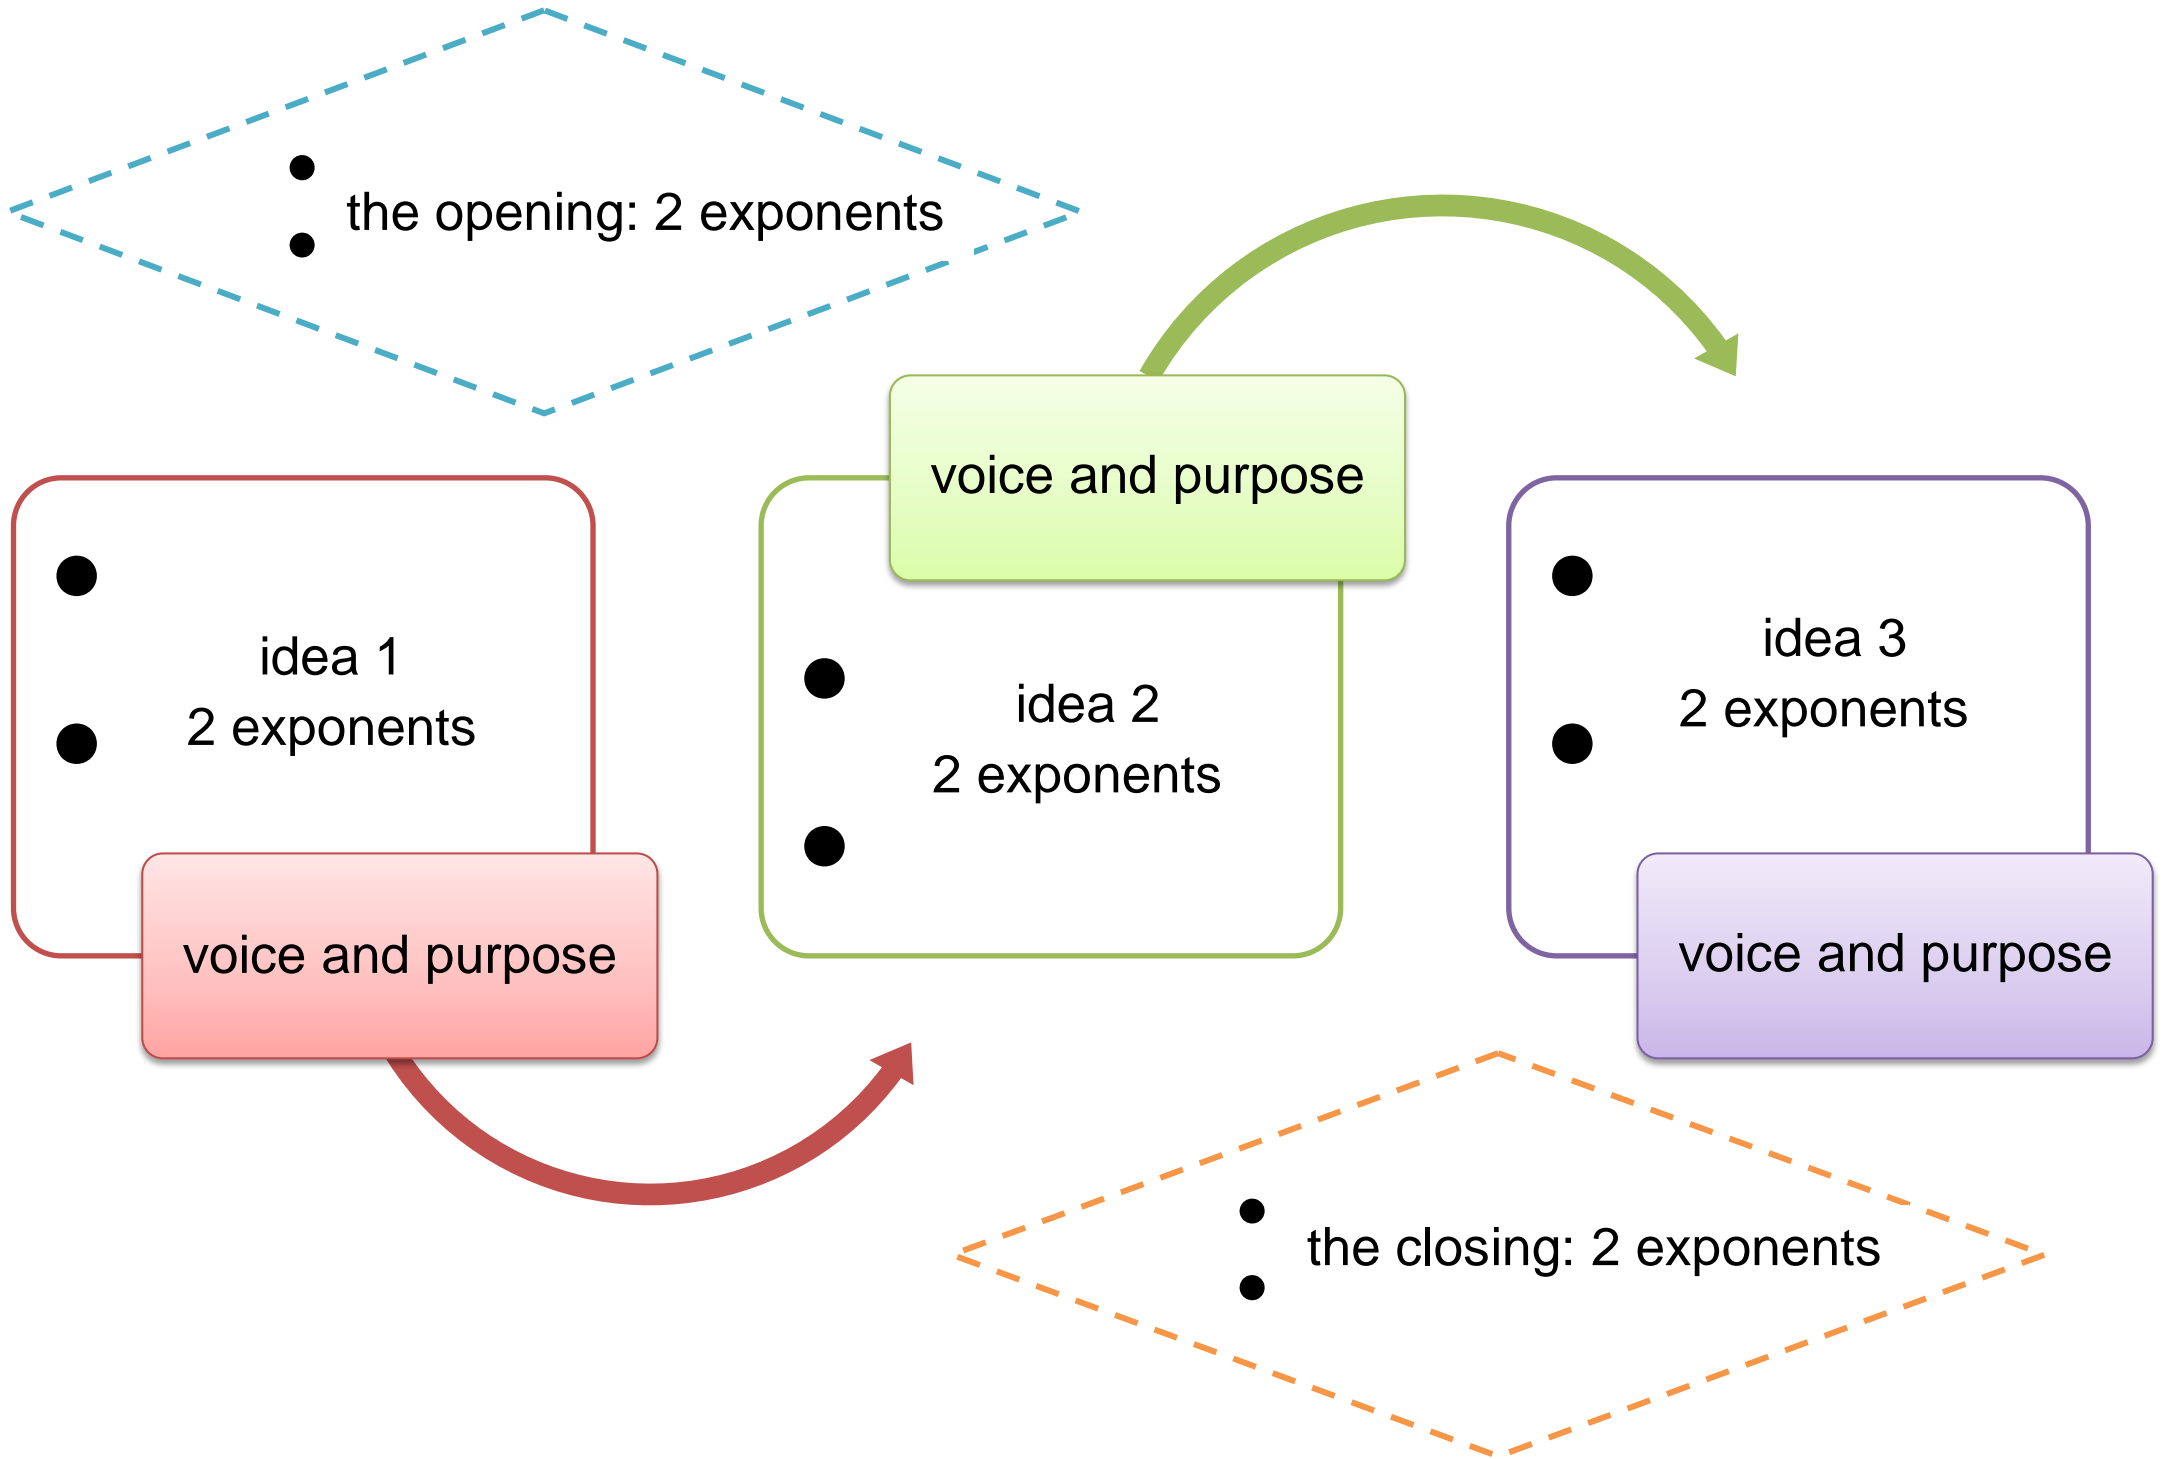 the opening: 2 exponents
idea 1
2 exponents
voice and purpose
voice and purpose
idea 2
2 exponents
idea 3
2 exponents
voice and purpose
the closing: 2 exponents